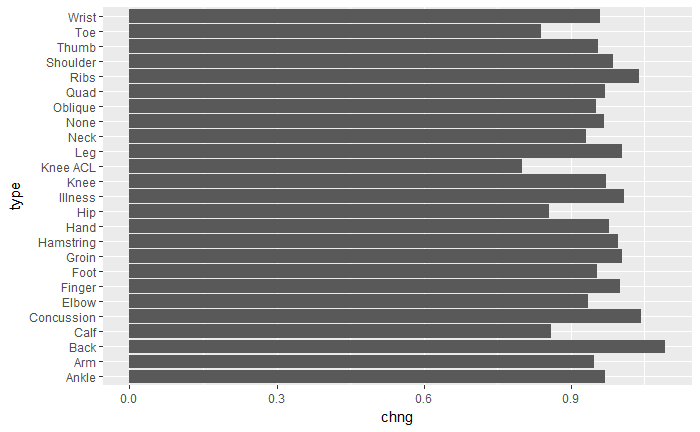 Wrist
Toe
Thumb
Shoulder
Ribs
Quad
Oblique
None
Neck
Leg
Knee ACL
Knee
Illness
Hip
Hand
Hamstring
Groin
Foot
Finger
Elbow
Concussion
Calf
Back
Arm
Ankle
type
0.0 0.3 0.6 0.9
chng